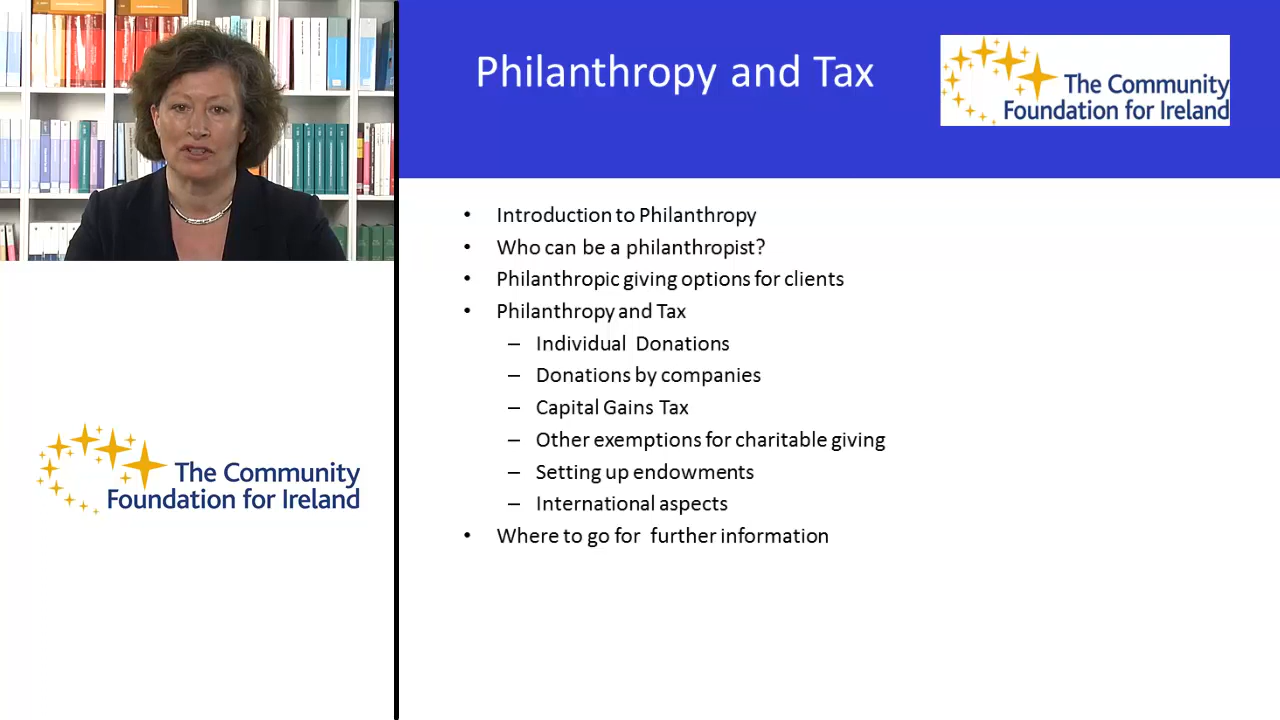 Philanthropy and Tax
The Community
Foundation for Ireland
• Introduction to Philanthropy
• Who can be a philanthropist?
• Philanthropic giving options for clients
• Philanthropy and Tax
– Individual Donations
– Donations by companies
– Capital Gains Tax
– Other exemptions for charitable giving
– Setting up endowments
– International aspects
• Where to go for further information
The Community
Foundation for Ireland